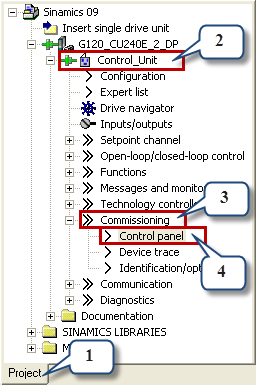 Sinamics 09
Insert single drive unit
G120_CU240E_2_DP
2
Control_Unit
Configuration
Expert list
Drive navigator
Inputs/outputs
Setpoint channel
Open-loop/closed-loop control
Functions
Messages and monito
Technology controlle
3
Commissioning
Control panel
Device trace
4
Identification/opt
Communication
Diagnostics
Documentation
SINAMICS LIBRARIES
M
1
Project